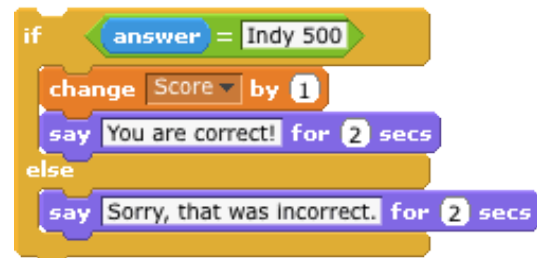 if answer = Indy 500
change Score by 1
say You are correct! for 2 secs
else
say Sorry, that was incorrect. for 2 secs